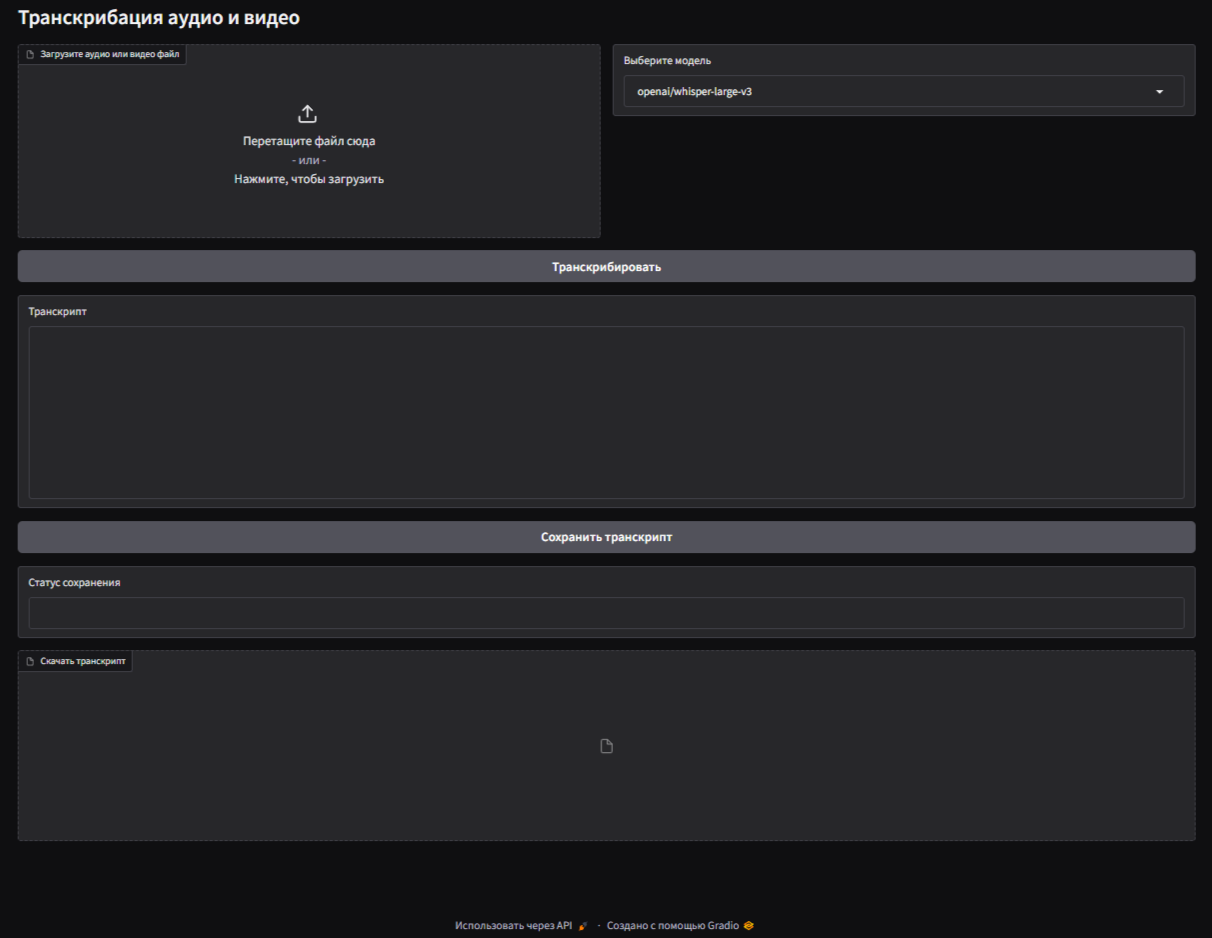 Транскрибация аудио и видео
Загрузите аудио или видео файл
Перетащите файл сюда
- или -
Нажмите, чтобы загрузить
Выберите модель
openai/whisper-large-v3
Транскрибировать
Транскрипт
Сохранить транскрипт
Статус сохранения
Скачать транскрипт
Использовать через API · Создано с помощью Gradio